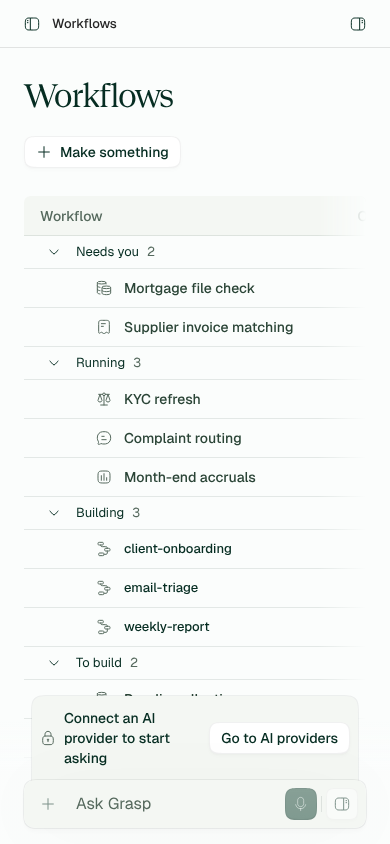 Workflows
Workflows
Make something
Workflow
Needs you 2
Mortgage file check
Supplier invoice matching
Running 3
KYC refresh
Complaint routing
Month-end accruals
Building 3
client-onboarding
email-triage
weekly-report
To build 2
Connect an AI
provider to start
asking
Go to AI providers
Ask Grasp